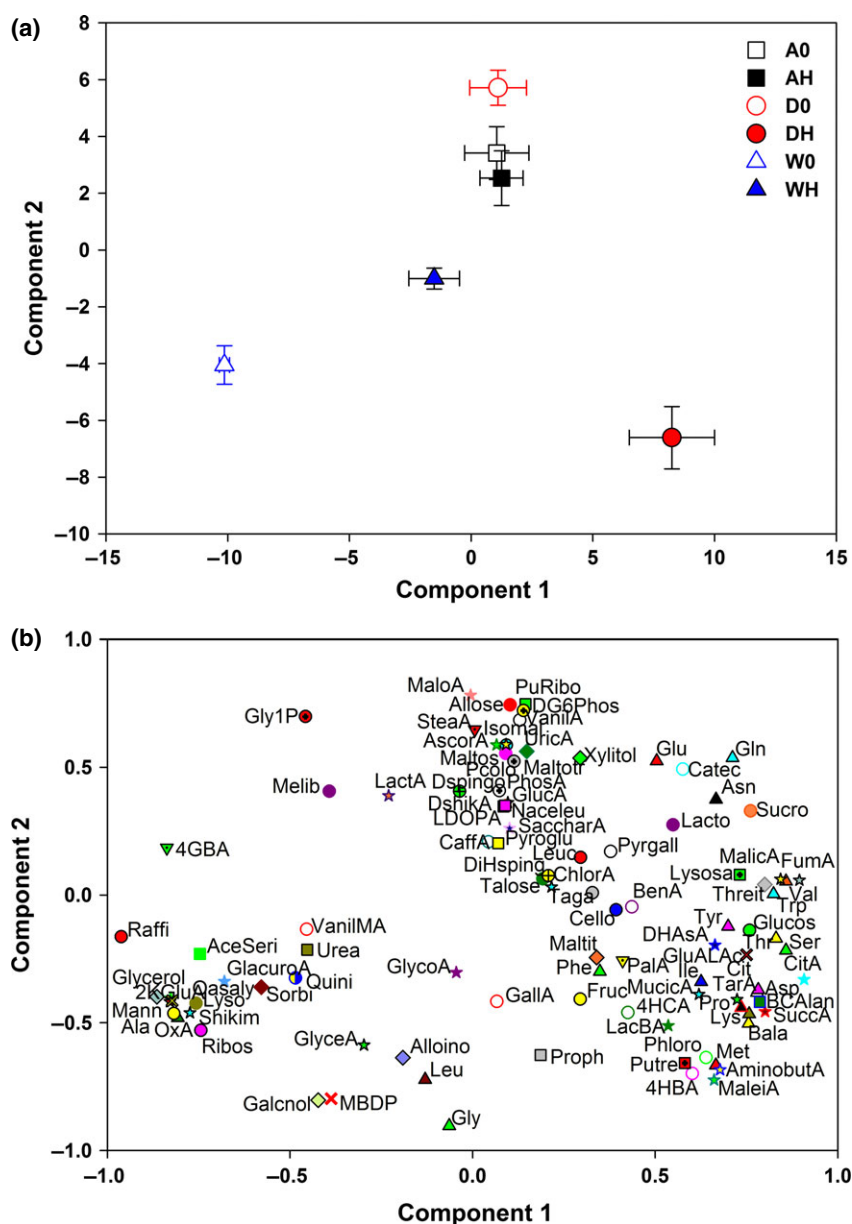 (a)
8
6
4
2
0
–2
–4
–6
–8
–10
Component 2
A0
AH
D0
DH
W0
WH
–15 –10 –5 0 5 10 15
Component 1
(b)
1.0
0.5
0.0
–0.5
–1.0
Component 2
MaloA PuRibo
Allose DG6Phos
Gly1P SteaA Isomal VanilA
AscorA UricA
Maltos Xylitol Glu Gln
Pcolo Maltotr Catec
Melib LactA Dspingo PhosA Asn
DshikA GlucA Sucro
LDOPA Naceleu
SaccharA Lacto
4GBA CaffA Pyroglu Pyrgall
Leuc MalicA
DiHsping ChlorA Lysosa FumA
Talose BenA Threit Val
Taga Trp
Raffi VanilMA Cello Tyr Glucos
AceSeri Urea Maltit DHAsA Thr Ser
GlycoA Phe PalA GluALAc Cit CitA
Glycerol GlacuroA Quini Ile
2KGluA Oasaly Sorbi MucicA TarA Asp
Mann Lyso GallA Fruc 4HCA Pro BCAlan
Ala OxA Shikim LacBA Lys SuccA
Ribos GlyceA Bala
Alloino Proph Phloro Met
Leu Putre AminobutA
Galcnol MBDP 4HBA MaleiA
Gly
–1.0 –0.5 0.0 0.5 1.0
Component 1